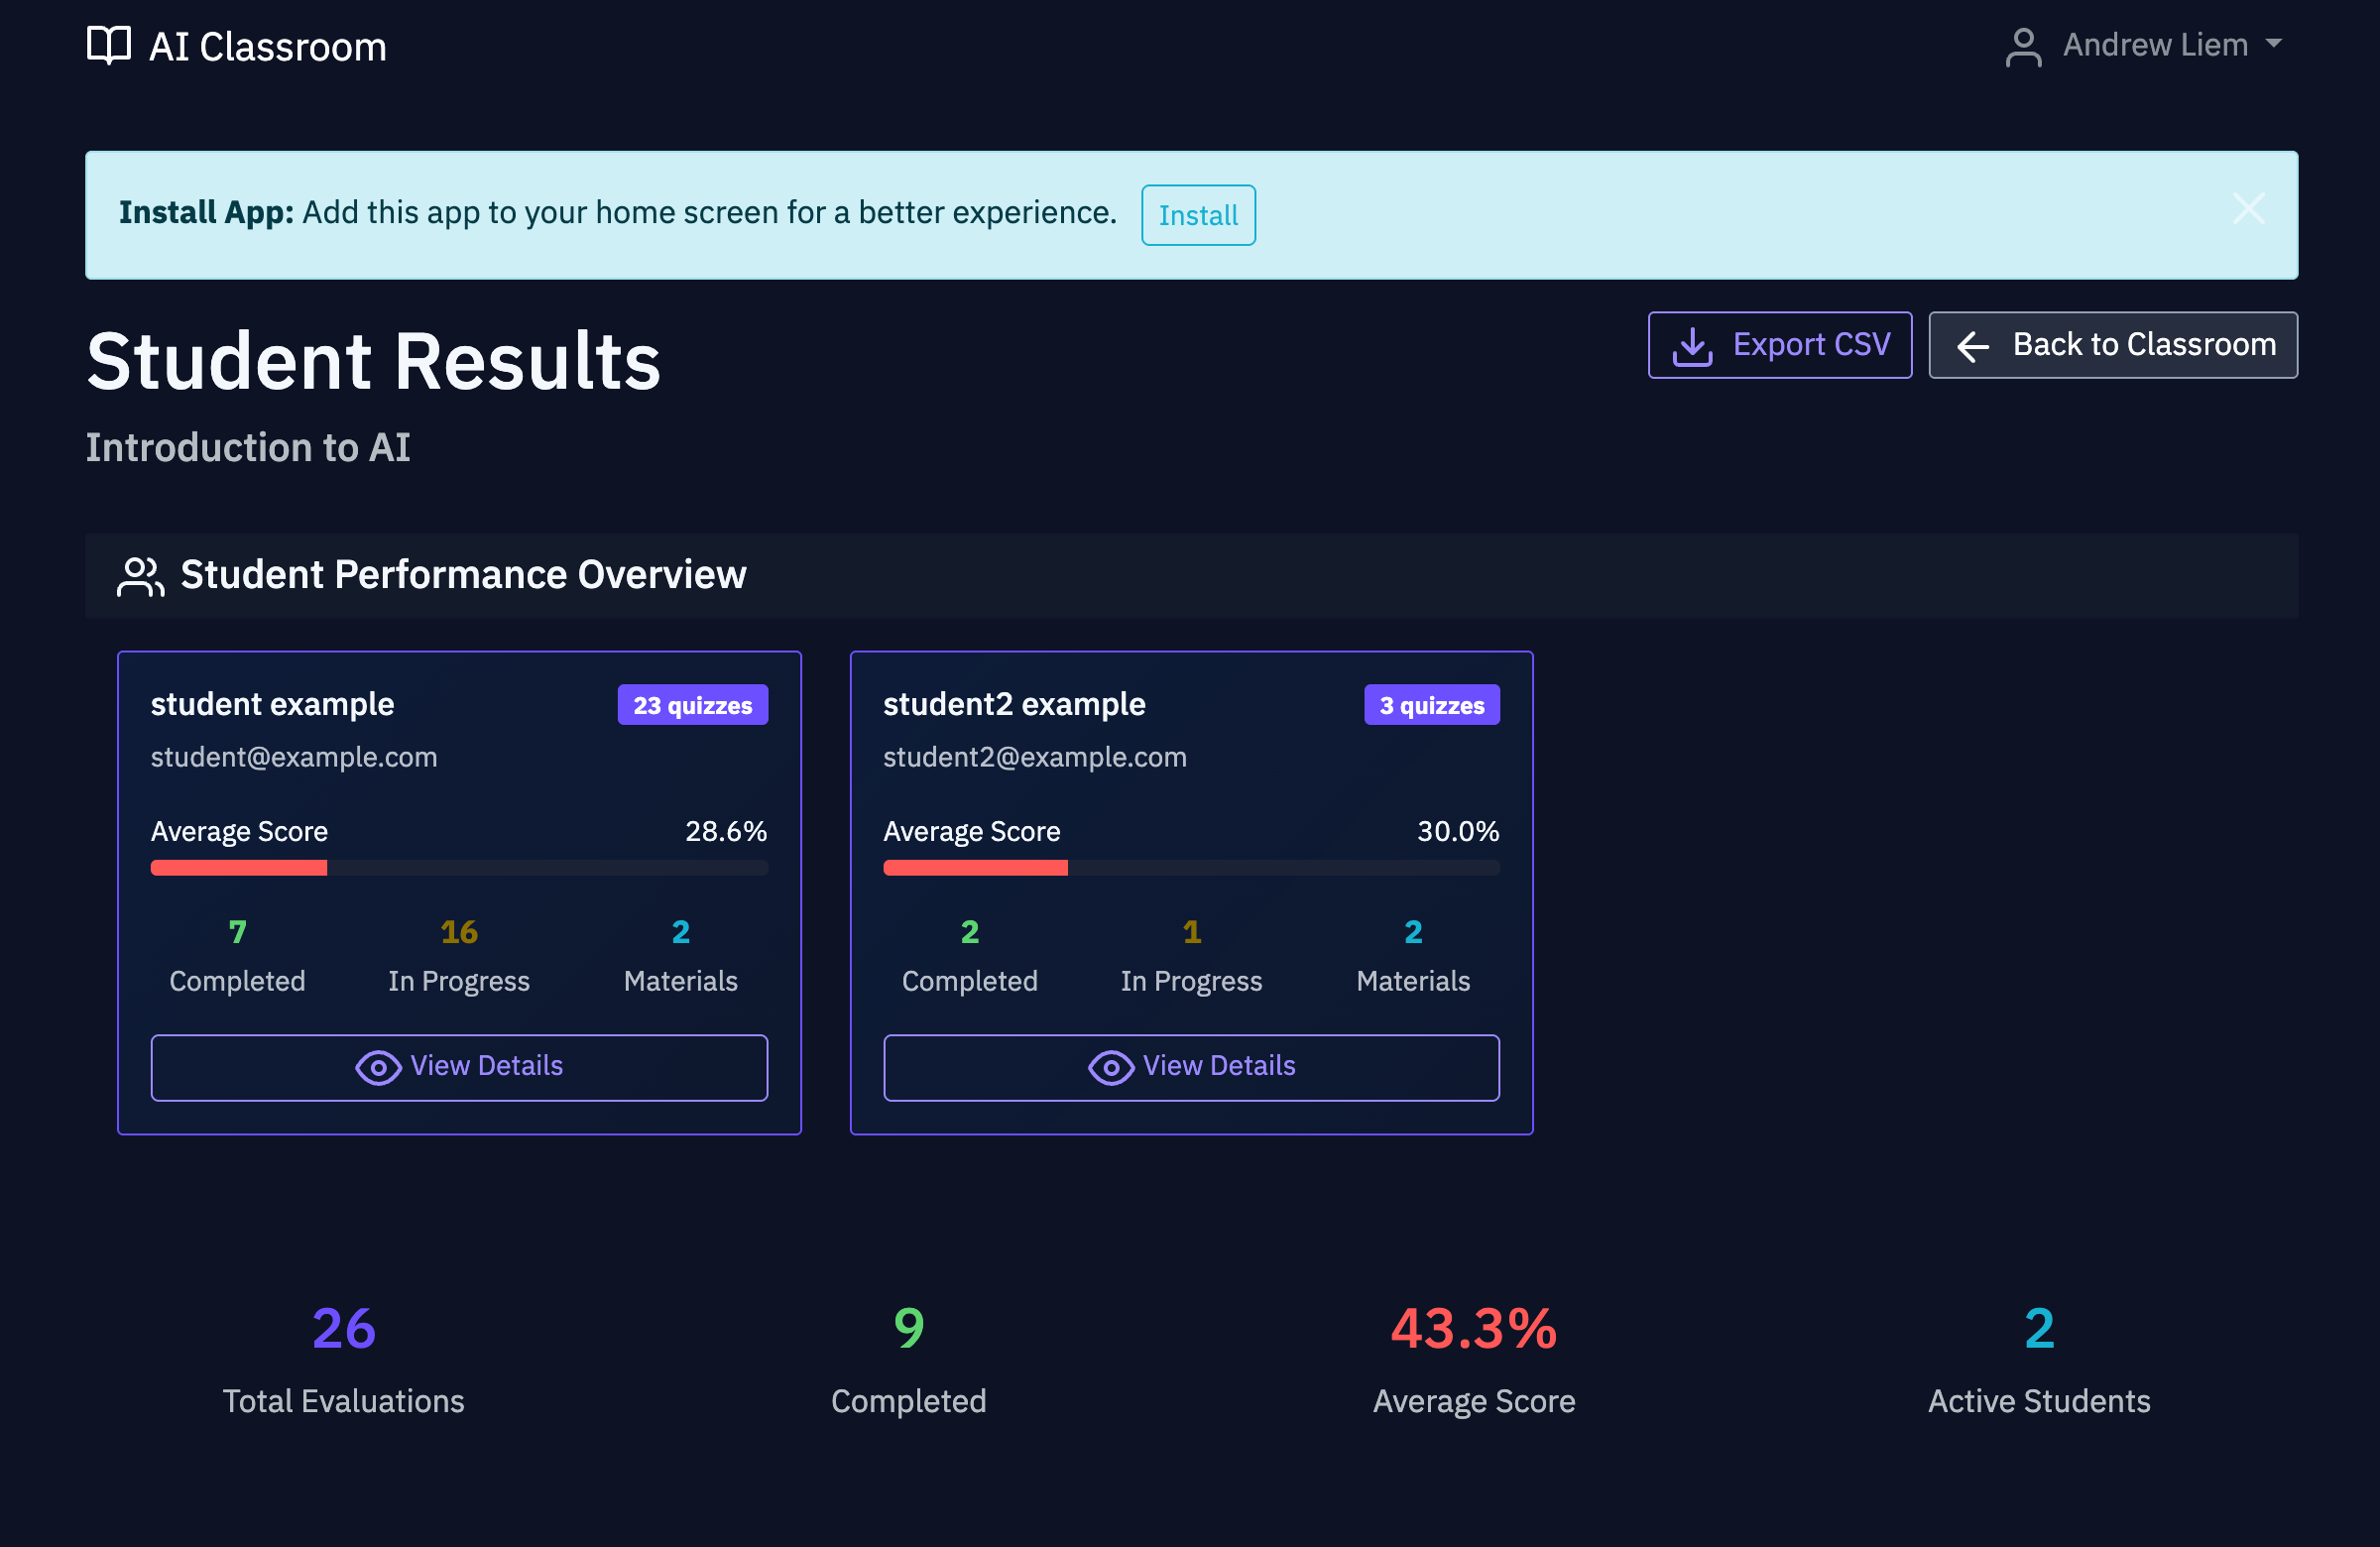 AI Classroom
Andrew Liem
Install App: Add this app to your home screen for a better experience. Install
Student Results
Export CSV
Back to Classroom
Introduction to AI
Student Performance Overview
student example
23 quizzes
student@example.com
Average Score 28.6%
7 16 2
Completed In Progress Materials
View Details
student2 example
3 quizzes
student2@example.com
Average Score 30.0%
2 1 2
Completed In Progress Materials
View Details
26 9 43.3% 2
Total Evaluations Completed Average Score Active Students